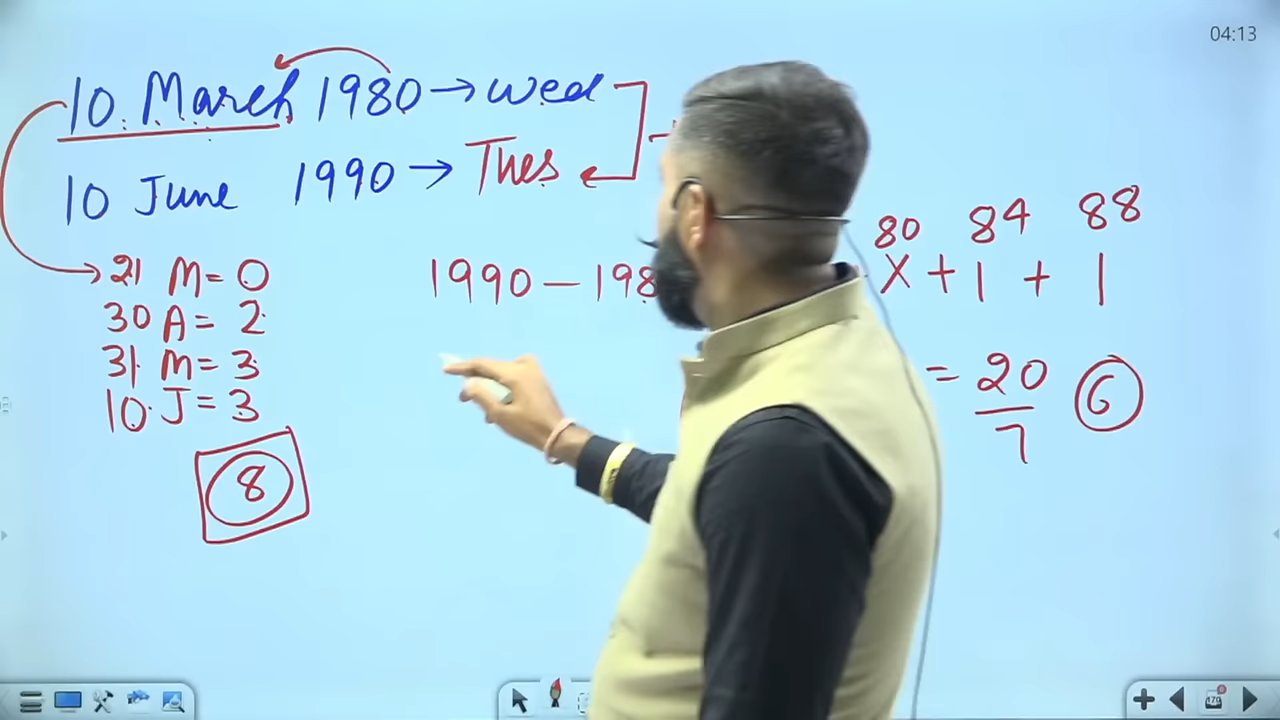 04:13
10 March 1980 → Wed
10 June 1990 → Thes
21 M = 0
30 A = 2
31 M = 3
10 J = 3
8
1990 – 198
80 84 88
X + 1 + 1
= 20/7 6